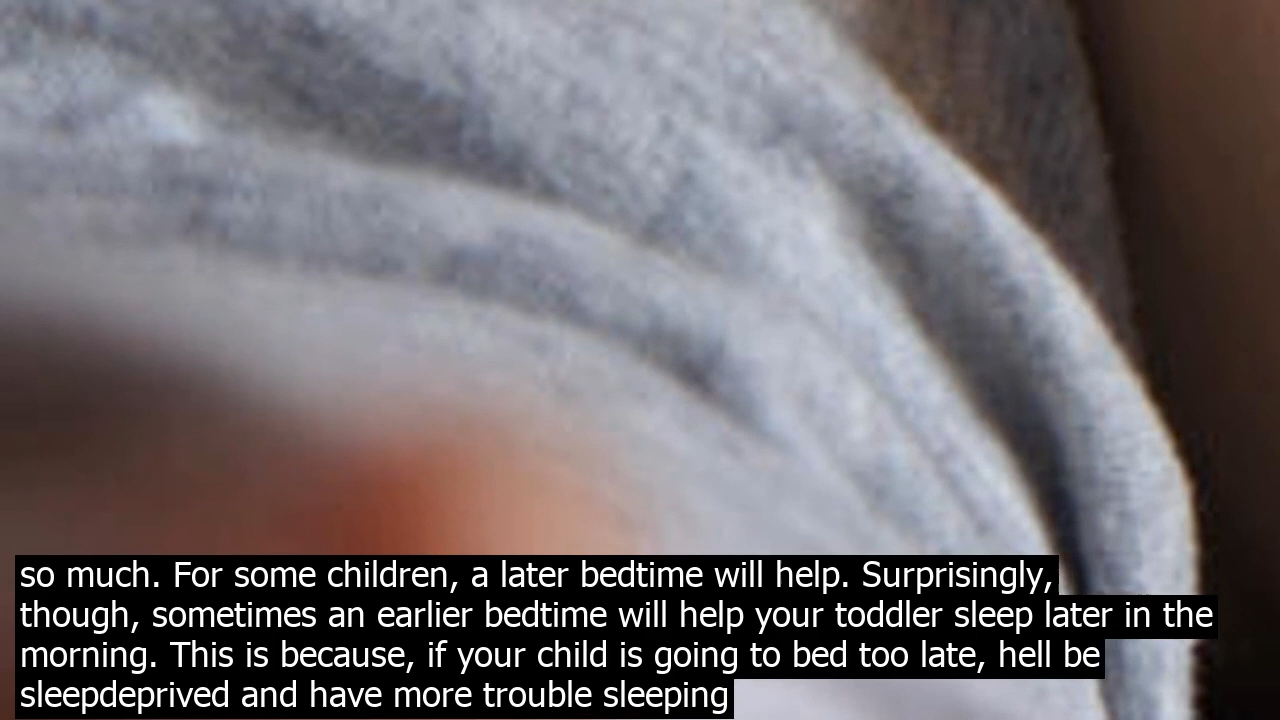 so much. For some children, a later bedtime will help. Surprisingly,
though, sometimes an earlier bedtime will help your toddler sleep later in the
morning. This is because, if your child is going to bed too late, hell be
sleepdeprived and have more trouble sleeping